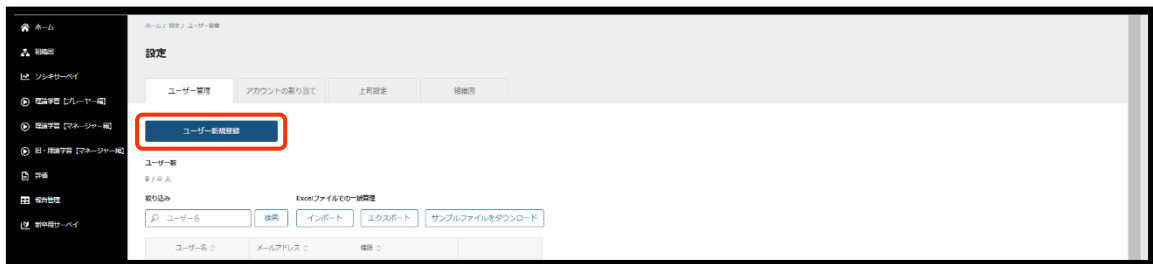 ホーム
組織図
ソシキサーベイ
理論学習【プレーヤー編】
理論学習【マネージャー編】
旧・理論学習【マネージャー編】
評価
報告管理
新卒用サーベイ
ホーム / 設定 / ユーザー管理
設定
ユーザー管理 アカウントの割り当て 上司設定 組織図
ユーザー新規登録
ユーザー数
6 / ∞ 人
絞り込み Excelファイルでの一括管理
ユーザー名 検索 インポート エクスポート サンプルファイルをダウンロード
ユーザー名 メールアドレス 権限